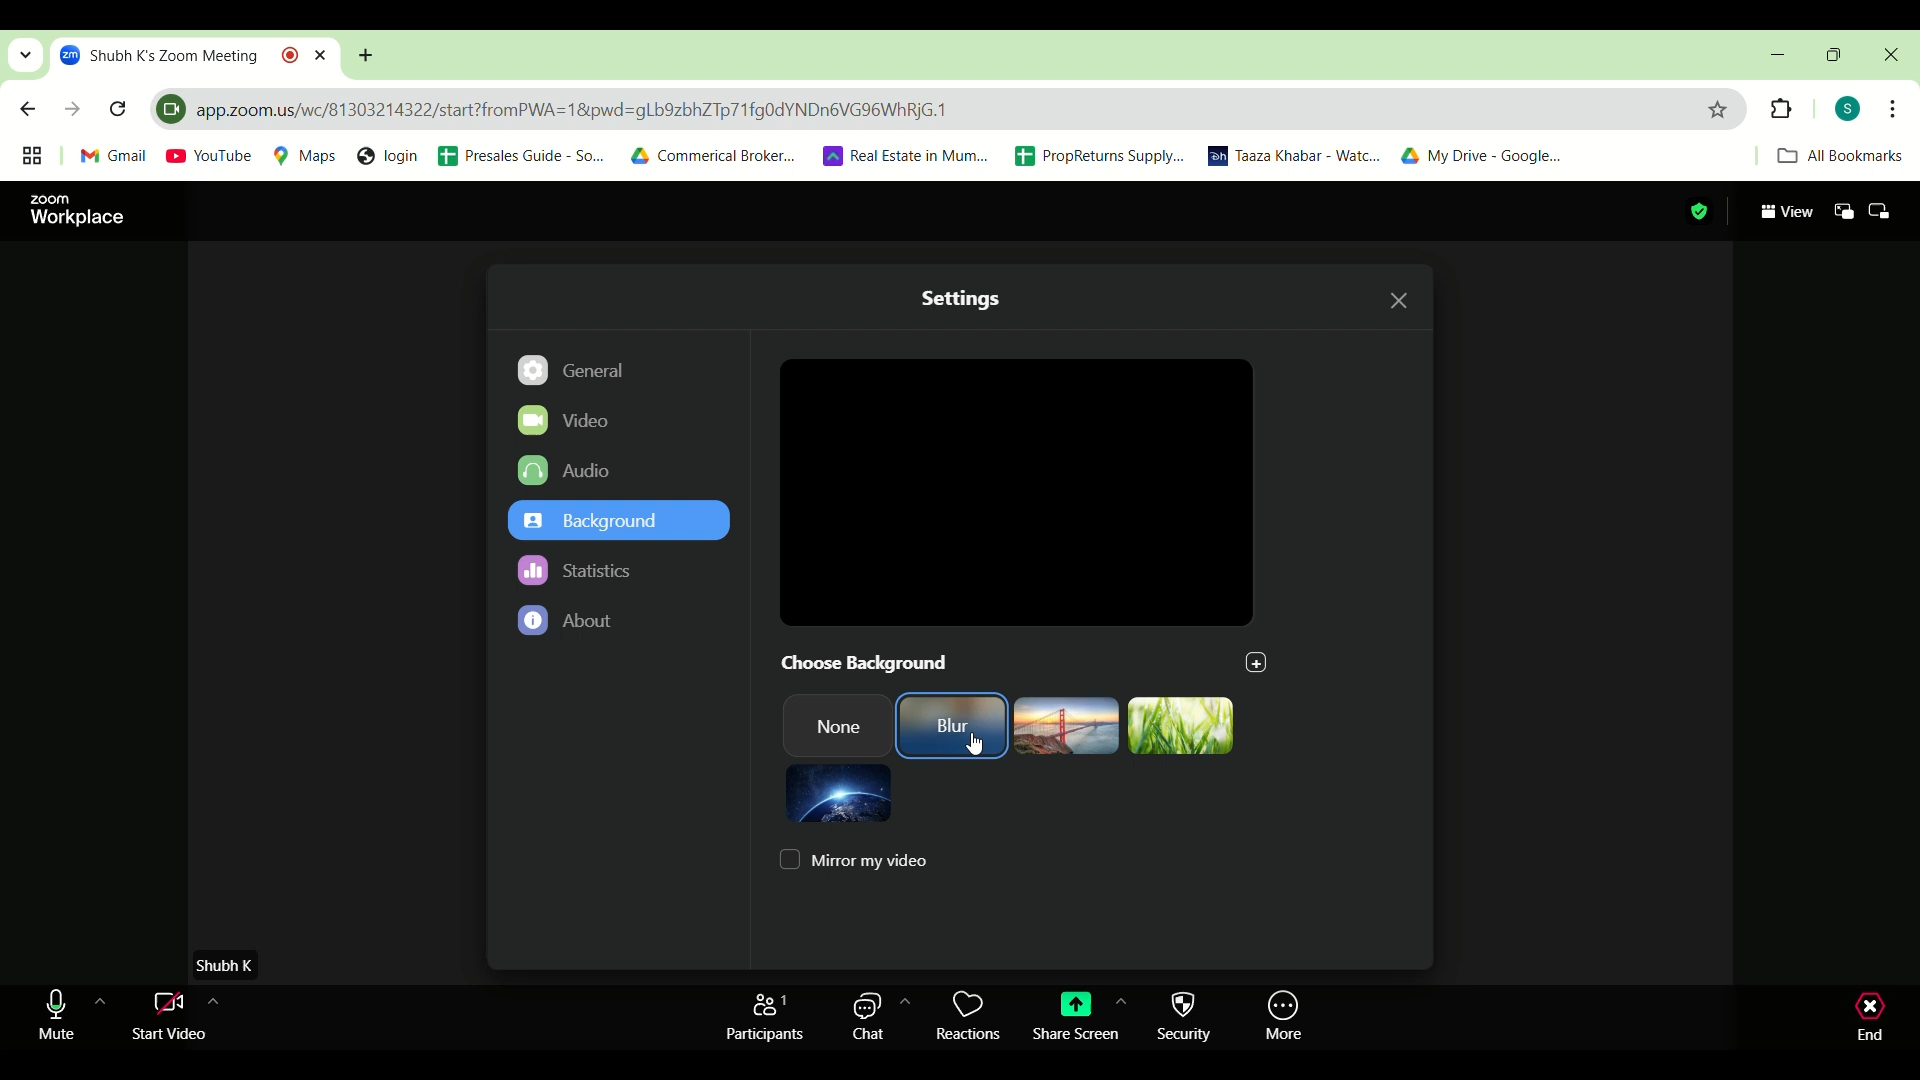 zm Shubh K's Zoom Meeting
app.zoom.us/wc/81303214322/start?fromPWA=1&pwd=gLb9zbhZTp71fg0dYNDn6VG96WhRjG.1
S
Gmail YouTube Maps login Presales Guide - So... Commerical Broker... Real Estate in Mum... PropReturns Supply... Taaza Khabar - Watc... My Drive - Google... All Bookmarks
zoom
Workplace
View
Settings
General
Video
Audio
Background
Statistics
About
Choose Background
None
Blur
Mirror my video
Shubh K
Mute
Start Video
Participants 1
Chat
Reactions
Share Screen
Security
More
End